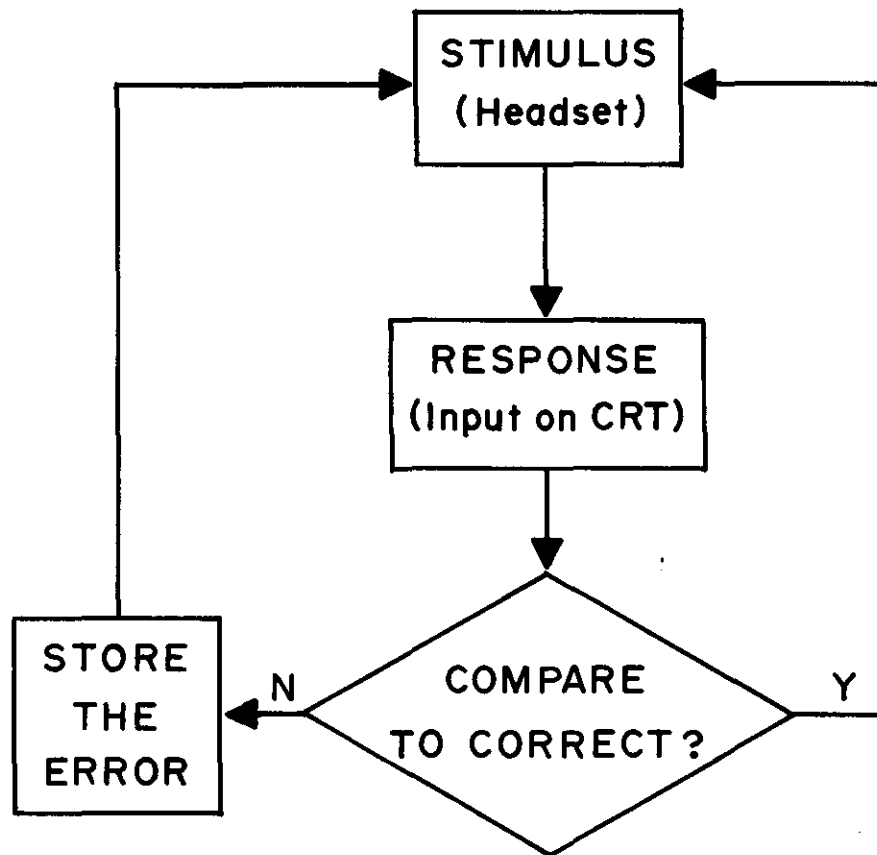 STIMULUS
(Headset)
RESPONSE
(Input on CRT)
COMPARE
TO CORRECT?
N
Y
STORE
THE
ERROR